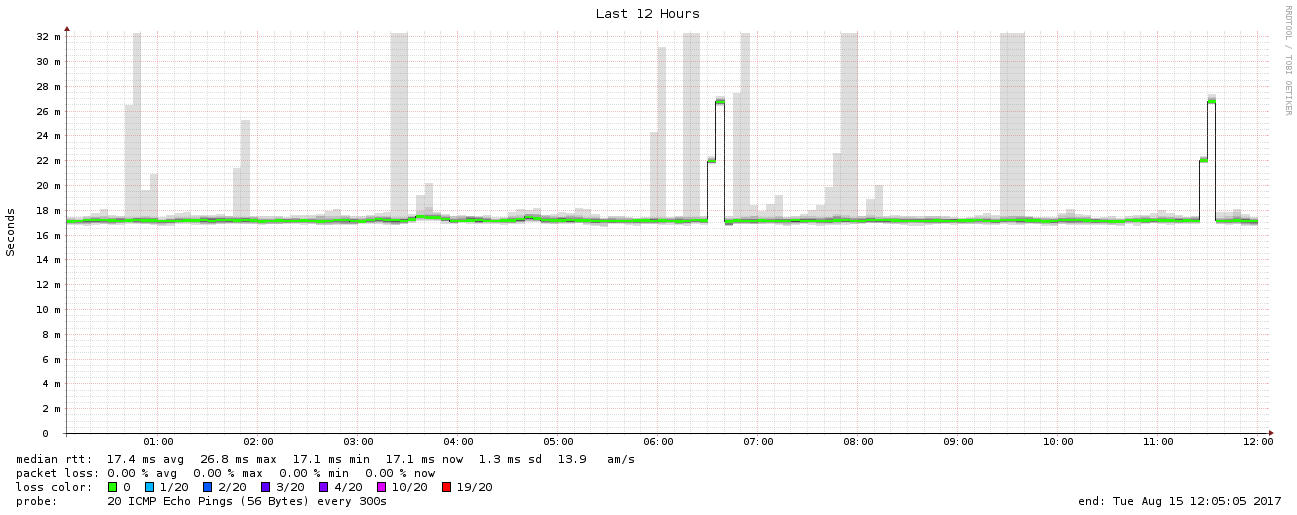 Last 12 Hours
RRDTOOL / TOBI OETIKER
32 m
30 m
28 m
26 m
24 m
22 m
20 m
18 m
16 m
14 m
12 m
10 m
8 m
6 m
4 m
2 m
0
Seconds
01:00 02:00 03:00 04:00 05:00 06:00 07:00 08:00 09:00 10:00 11:00 12:00
median rtt: 17.4 ms avg 26.8 ms max 17.1 ms min 17.1 ms now 1.3 ms sd 13.9 am/s
packet loss: 0.00 % avg 0.00 % max 0.00 % min 0.00 % now
loss color: 0 1/20 2/20 3/20 4/20 10/20 19/20
probe: 20 ICMP Echo Pings (56 Bytes) every 300s end: Tue Aug 15 12:05:05 2017